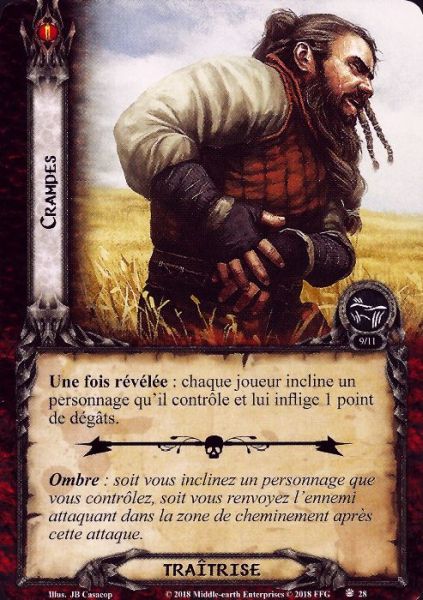 CRAMPES
9/11
Une fois révélée : chaque joueur incline un
personnage qu'il contrôle et lui inflige 1 point
de dégâts.
Ombre : soit vous inclinez un personnage que
vous contrôlez, soit vous renvoyez l'ennemi
attaquant dans la zone de cheminement après
cette attaque.
TRAÎTRISE
Illus. JB Casacop © 2018 Middle-earth Enterprises © 2018 FFG 28